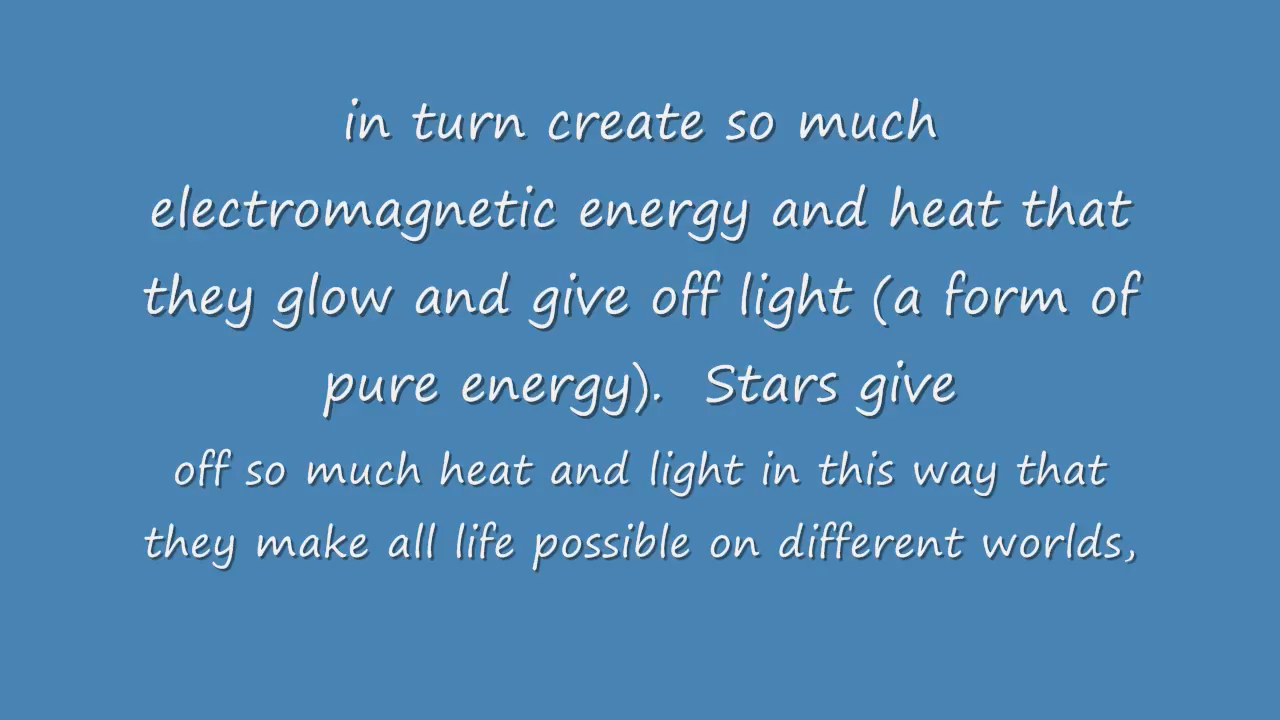 in turn create so much
electromagnetic energy and heat that
they glow and give off light (a form of
pure energy).  Stars give
off so much heat and light in this way that
they make all life possible on different worlds,